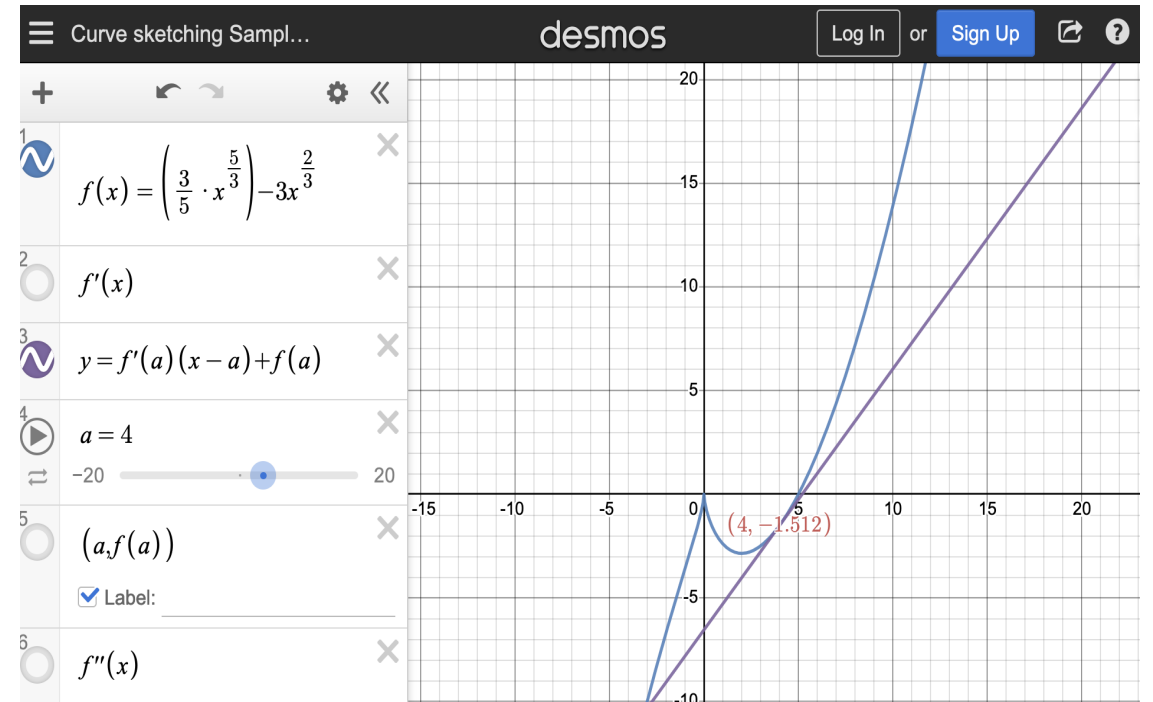 Curve sketching Sampl...
desmos
Log In
or
Sign Up
1
f(x) = (3/5 · x^(5/3)) − 3x^(2/3)
2
f'(x)
3
y = f'(a)(x − a) + f(a)
4
a = 4
−20
20
5
(a,f(a))
Label:
6
f''(x)
20
15
10
5
-15
-10
-5
0
5
10
15
20
(4, −1.512)
-5
-10